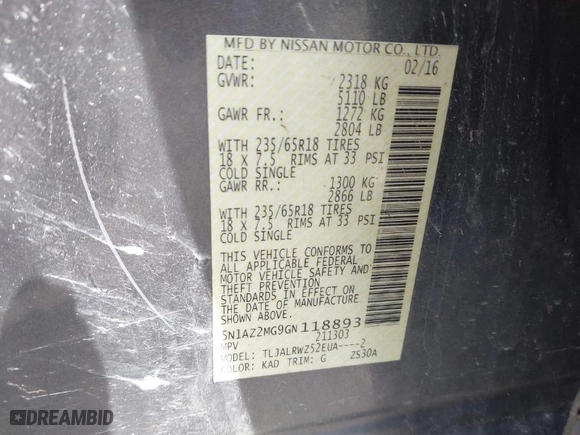 MFD BY NISSAN MOTOR CO., LTD.
DATE: 02/16
GVWR: 2318 KG
5110 LB
GAWR FR.: 1272 KG
2804 LB
WITH 235/65R18 TIRES
18 X 7.5 RIMS AT 33 PSI
COLD SINGLE
GAWR RR.: 1300 KG
2866 LB
WITH 235/65R18 TIRES
18 X 7.5 RIMS AT 33 PSI
COLD SINGLE
THIS VEHICLE CONFORMS TO
ALL APPLICABLE FEDERAL
MOTOR VEHICLE SAFETY AND
THEFT PREVENTION
STANDARDS IN EFFECT ON
THE DATE OF MANUFACTURE
SHOWN ABOVE.
5N1AZ2MG9GN118893
MPV 211303
MODEL: TLJALRWZ52EUA----2
COLOR: KAD TRIM: G ZS30A
DREAMBID